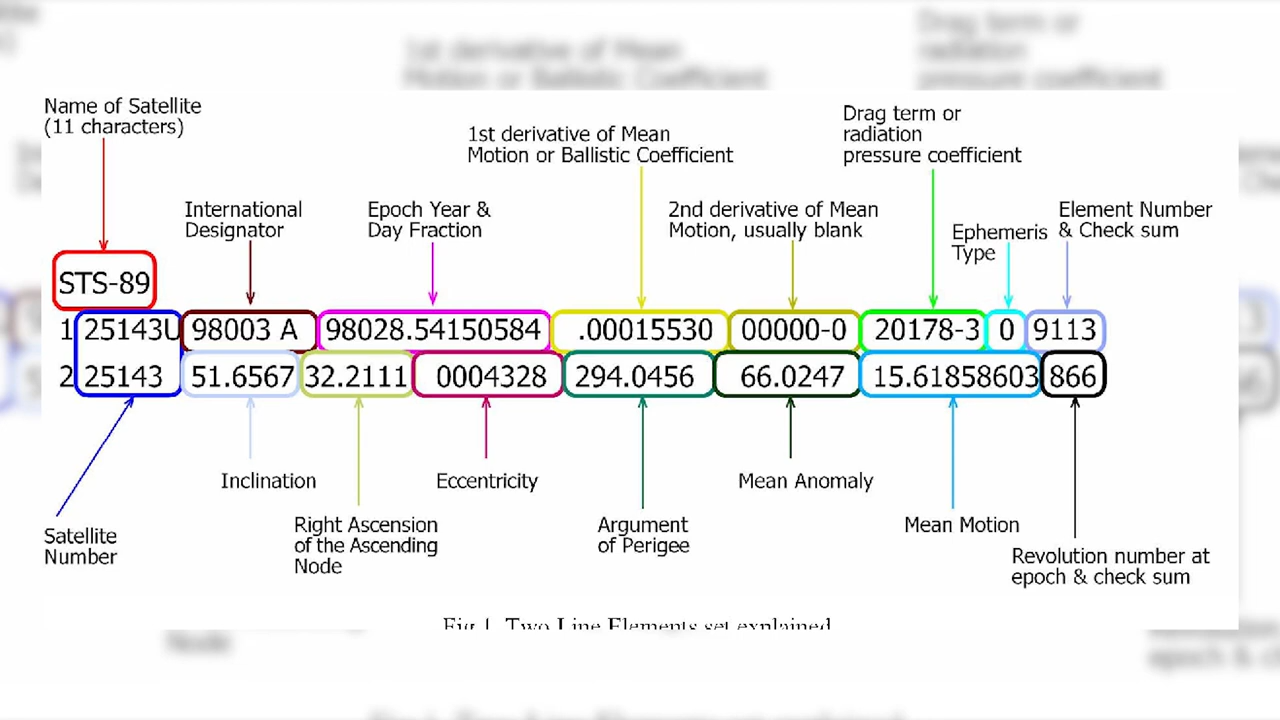 Name of Satellite
(11 characters)
1st derivative of Mean
Motion or Ballistic Coefficient
Drag term or
radiation
pressure coefficient
International
Designator
Epoch Year &
Day Fraction
2nd derivative of Mean
Motion, usually blank
Ephemeris
Type
Element Number
& Check sum
STS-89
1 25143U 98003 A 98028.54150584 .00015530 00000-0 20178-3 0 9113
2 25143 51.6567 32.2111 0004328 294.0456 66.0247 15.61858603 866
Inclination
Eccentricity
Mean Anomaly
Satellite
Number
Right Ascension
of the Ascending
Node
Argument
of Perigee
Mean Motion
Revolution number at
epoch & check sum
Fig 1. Two Line Elements set explained